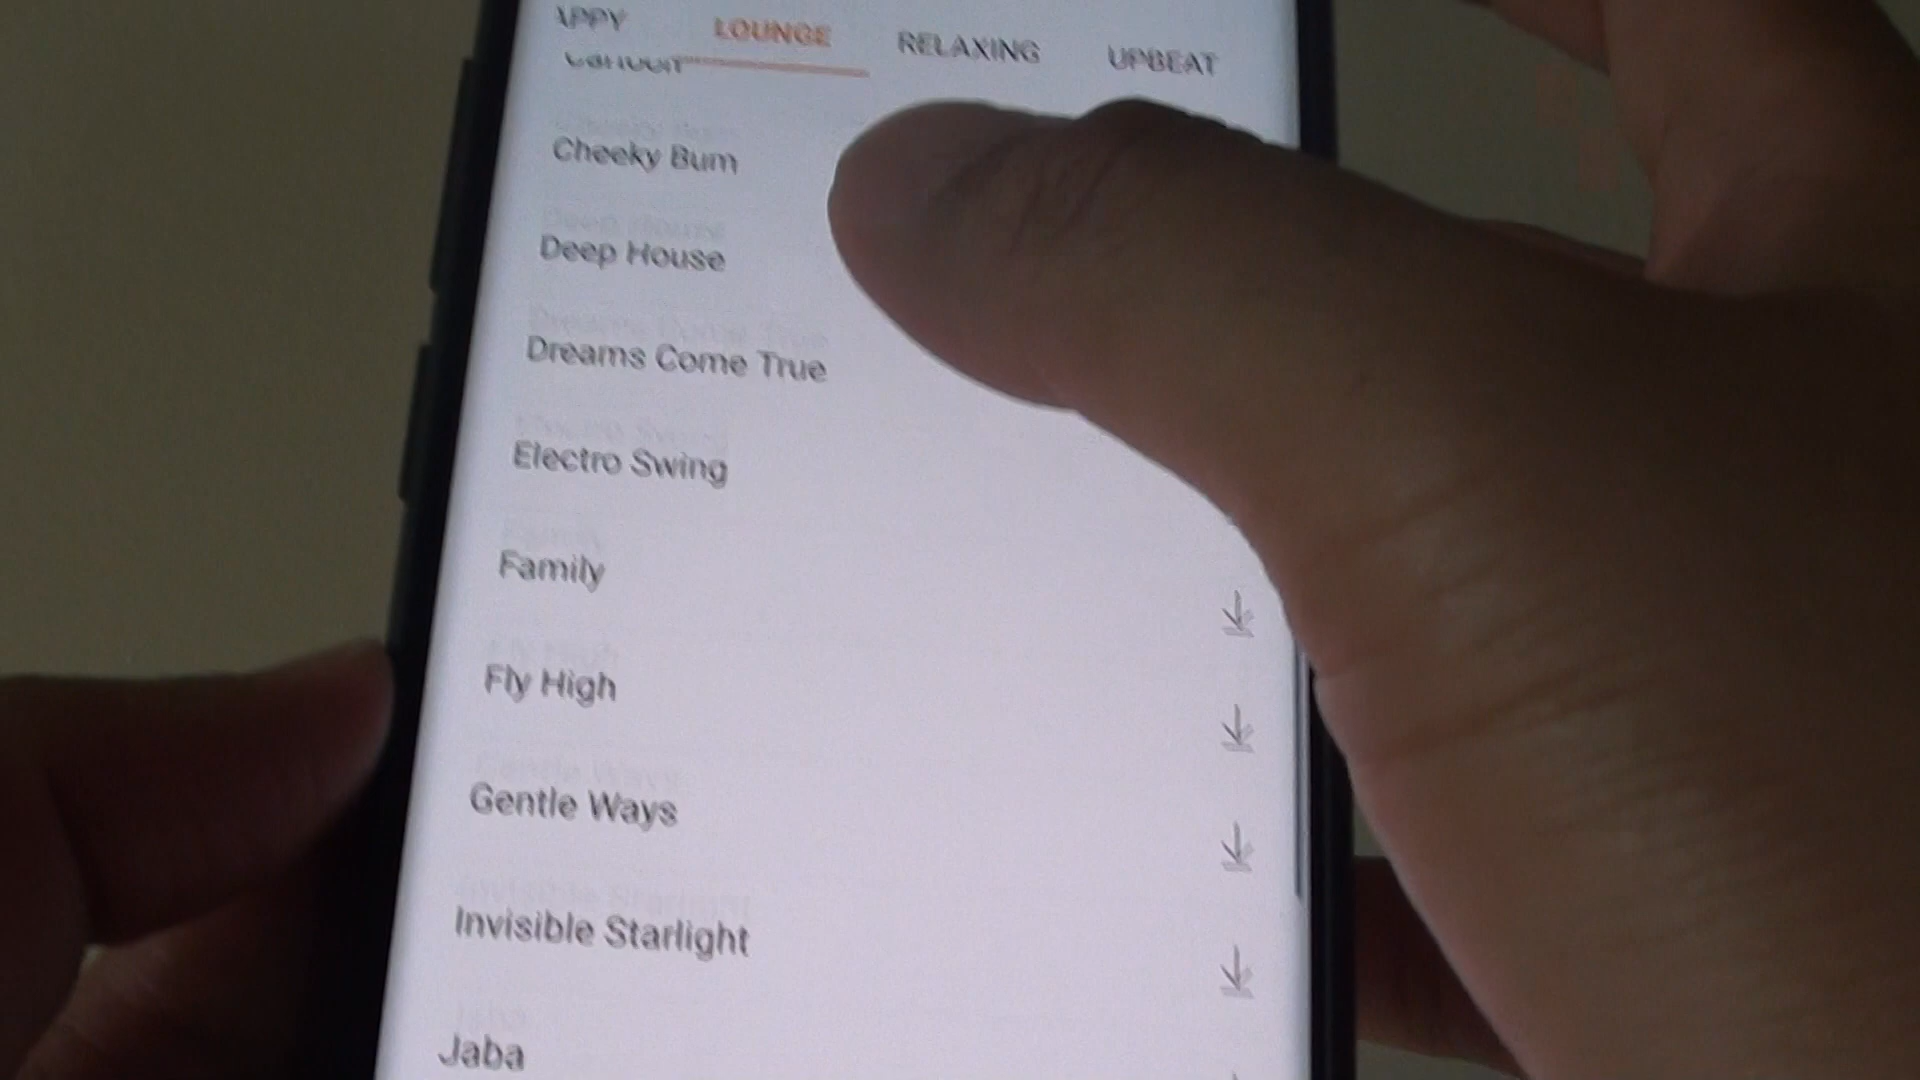 APPY LOUNGE RELAXING UPBEAT
Cheeky Bum
Deep House
Dreams Come True
Electro Swing
Family
Fly High
Gentle Ways
Invisible Starlight
Jaba